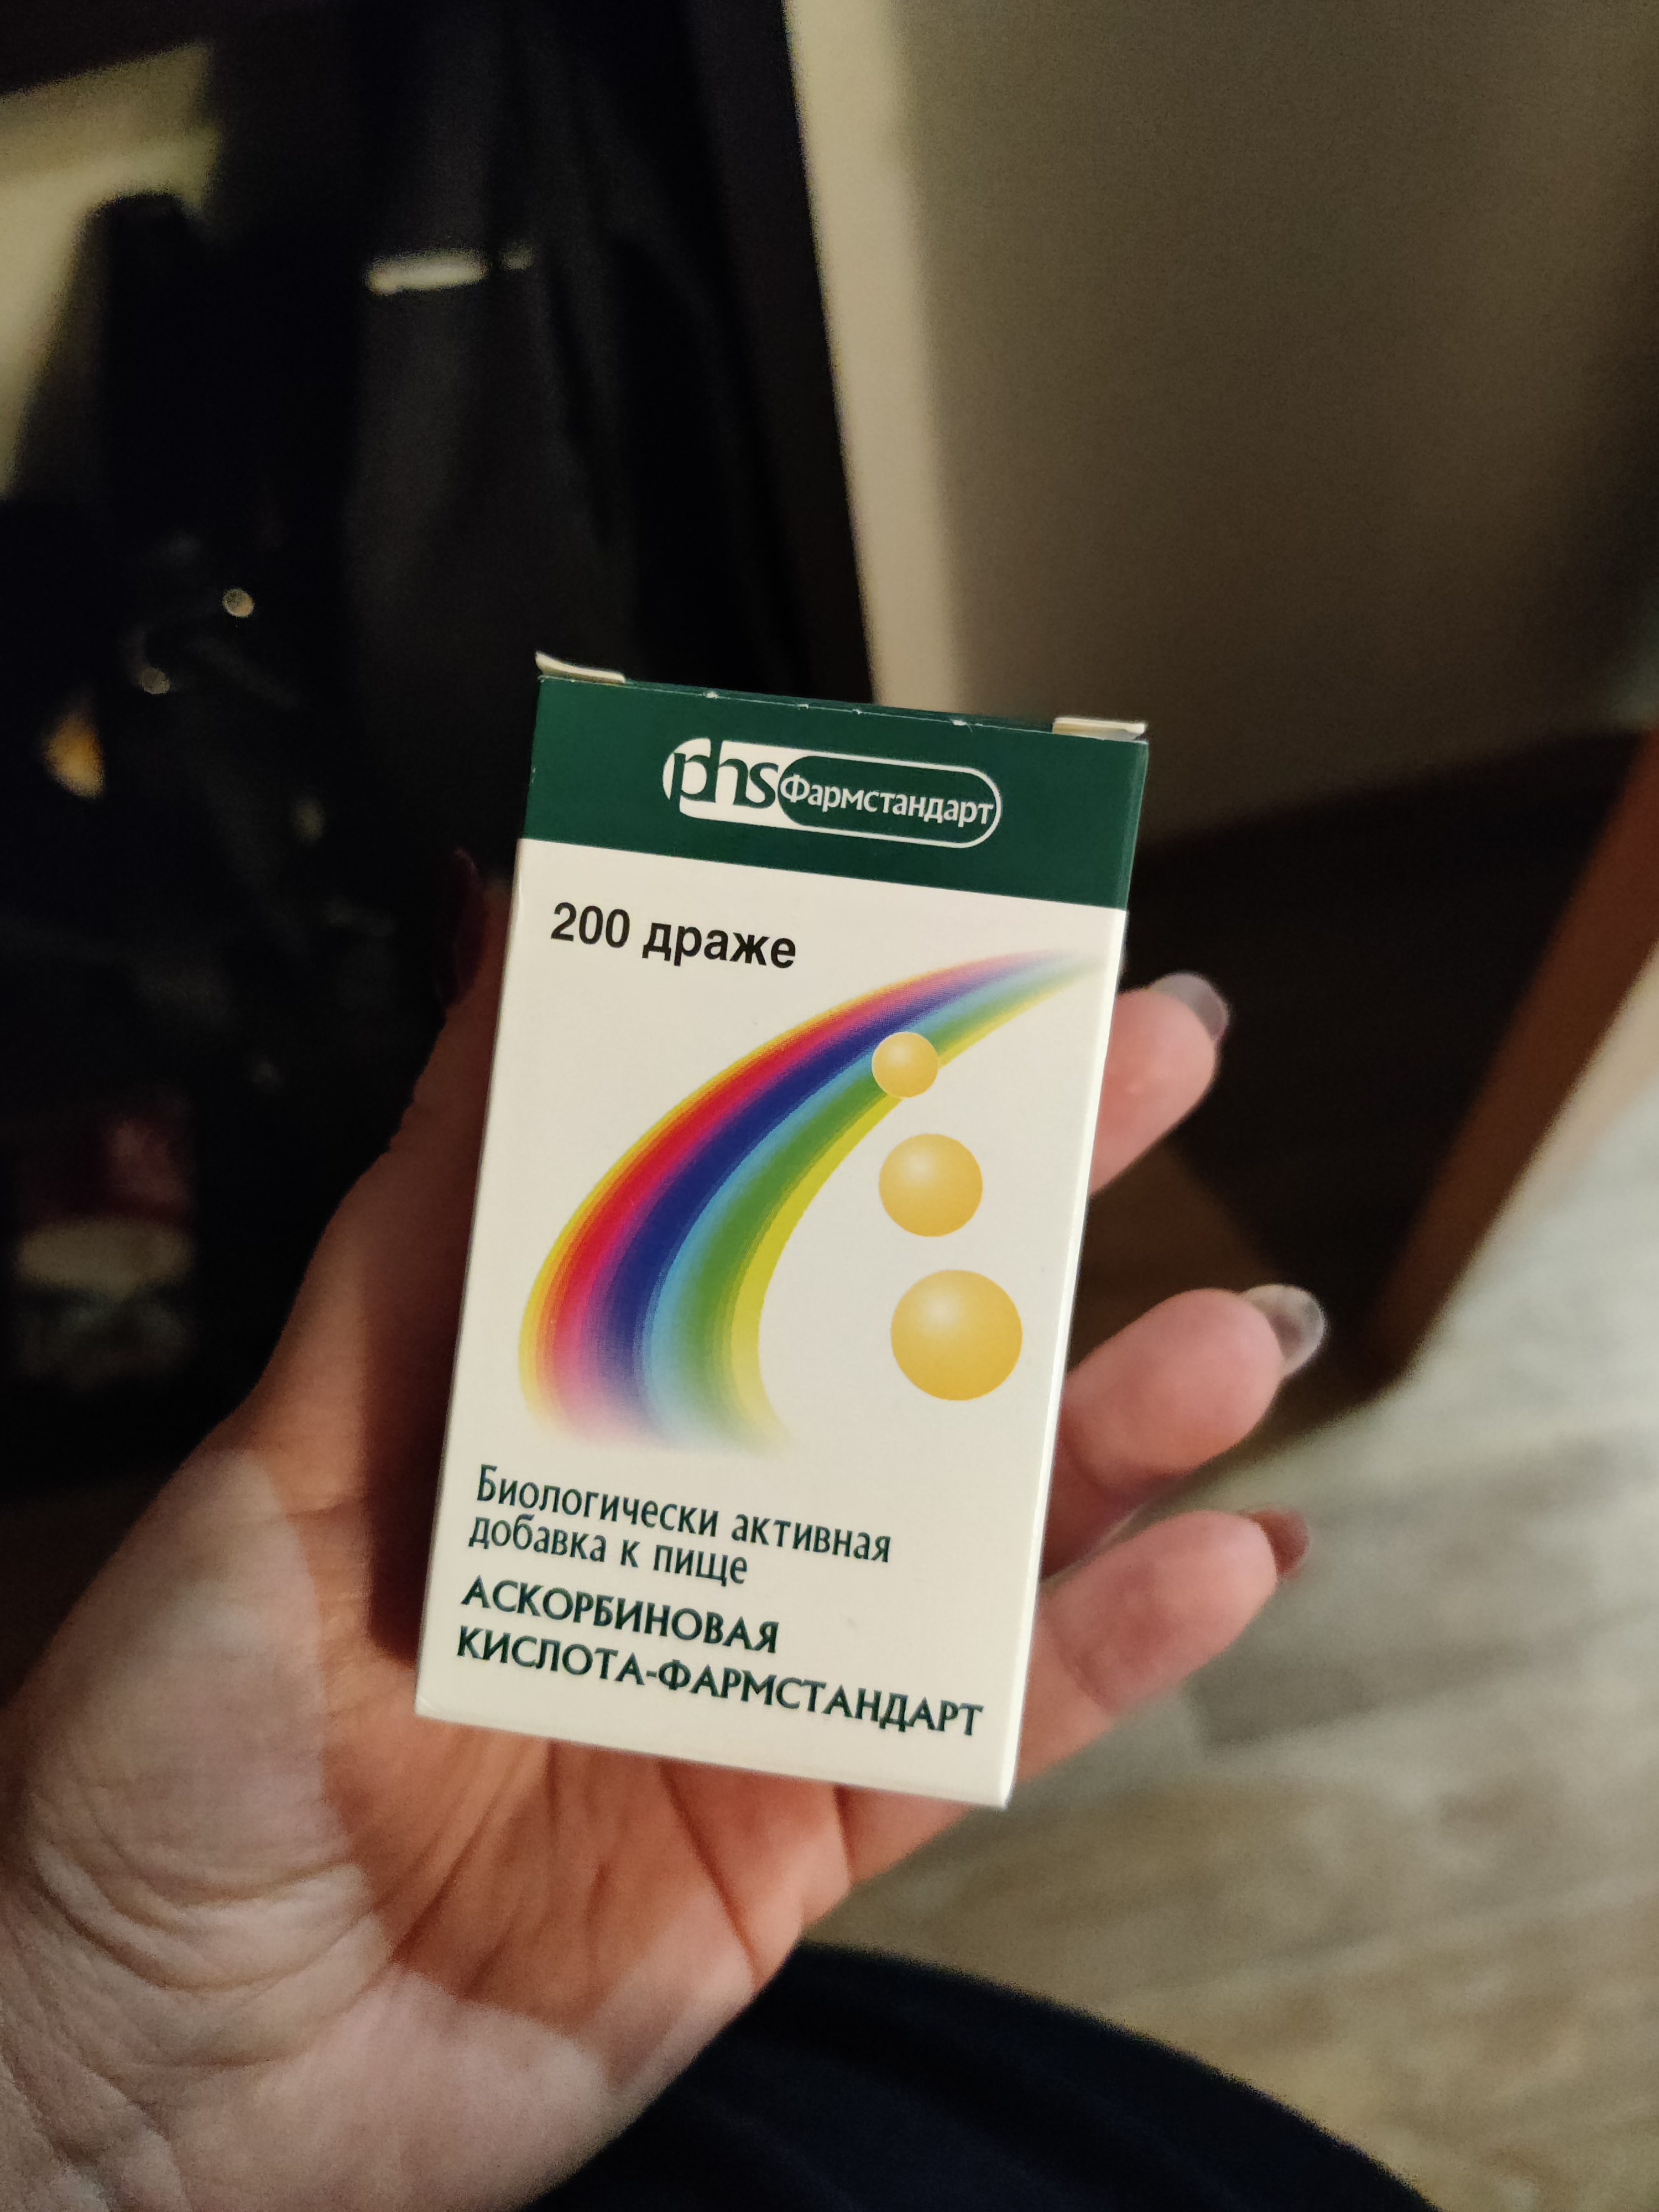 phs Фармстандарт
200 драже
Биологически активная
добавка к пище
АСКОРБИНОВАЯ
КИСЛОТА-ФАРМСТАНДАРТ